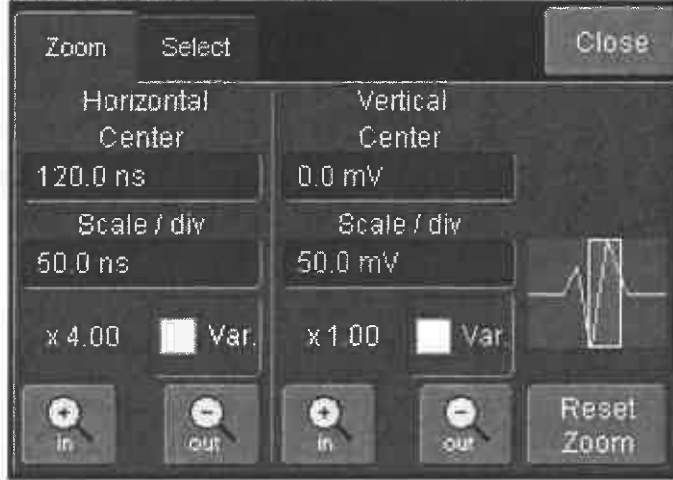 Zoom Select Close
Horizontal Vertical
Center Center
120.0 ns 0.0 mV
Scale / div Scale / div
50.0 ns 50.0 mV
x 4.00 Var. x 1.00 Var.
in out in out
Reset
Zoom